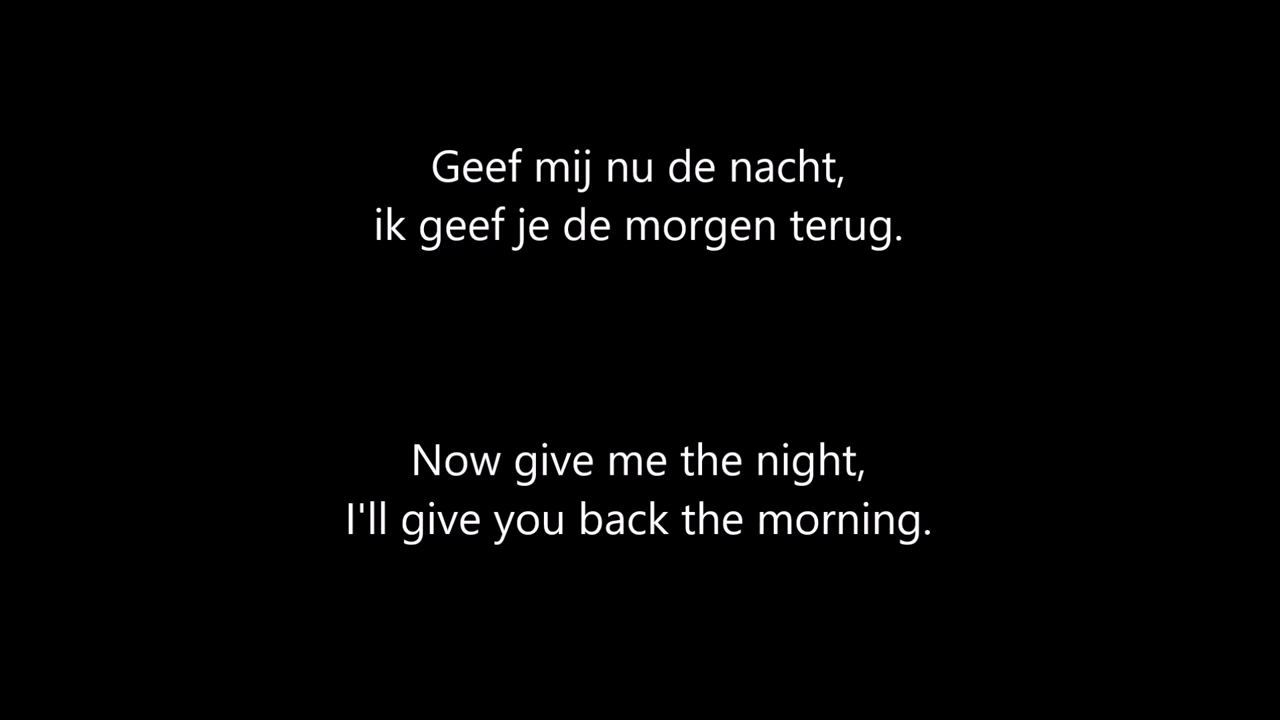 Geef mij nu de nacht,
ik geef je de morgen terug.
Now give me the night,
I'll give you back the morning.